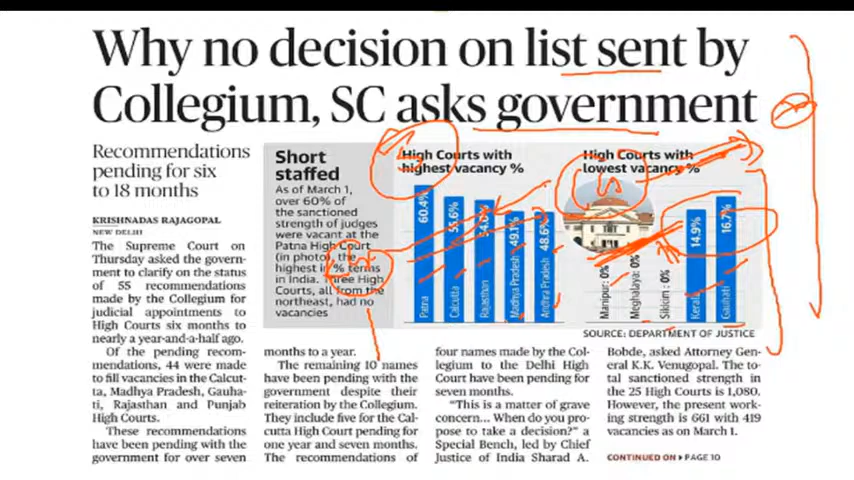 Why no decision on list sent by
Collegium, SC asks government
Recommendations
pending for six
to 18 months
KRISHNADAS RAJAGOPAL
NEW DELHI
The Supreme Court on
Thursday asked the govern-
ment to clarify on the status
of 55 recommendations
made by the Collegium for
judicial appointments to
High Courts six months to
nearly a year-and-a-half ago.
Of the pending recom-
mendations, 44 were made
to fill vacancies in the Calcut-
ta, Madhya Pradesh, Gauha-
ti, Rajasthan and Punjab
High Courts.
These recommendations
have been pending with the
government for over seven
Short
staffed
As of March 1,
over 60% of
the sanctioned
strength of judges
were vacant at the
Patna High Court
(in photo), the
highest in % terms
in India. Three High
Courts, all from the
northeast, had no
vacancies
High Courts with
highest vacancy %
60.4%
Patna
55.6%
Calcutta
Rajasthan
49.1%
Madhya Pradesh
48.6%
Andhra Pradesh
High Courts with
lowest vacancy %
Manipur: 0%
Meghalaya: 0%
Sikkim: 0%
14.9%
Kerala
16.7%
Gauhati
SOURCE: DEPARTMENT OF JUSTICE
months to a year.
The remaining 10 names
have been pending with the
government despite their
reiteration by the Collegium.
They include five for the Cal-
cutta High Court pending for
one year and seven months.
The recommendations of
four names made by the Col-
legium to the Delhi High
Court have been pending for
seven months.
“This is a matter of grave
concern... When do you pro-
pose to take a decision?” a
Special Bench, led by Chief
Justice of India Sharad A.
Bobde, asked Attorney Gen-
eral K.K. Venugopal. The to-
tal sanctioned strength in
the 25 High Courts is 1,080.
However, the present work-
ing strength is 661 with 419
vacancies as on March 1.
CONTINUED ON ▸ PAGE 10